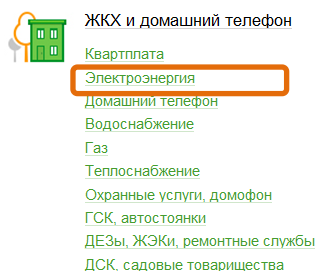 ЖКХ и домашний телефон
Квартплата
Электроэнергия
Домашний телефон
Водоснабжение
Газ
Теплоснабжение
Охранные услуги, домофон
ГСК, автостоянки
ДЕЗы, ЖЭКи, ремонтные службы
ДСК, садовые товарищества